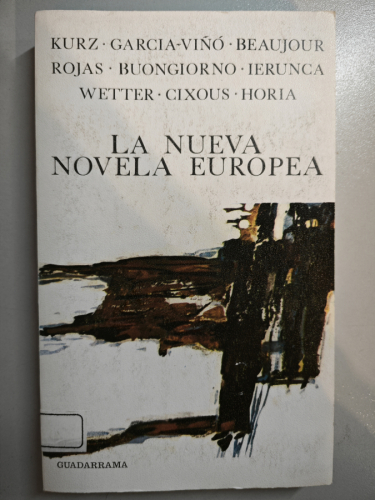 KURZ · GARCIA-VIÑÓ · BEAUJOUR
ROJAS · BUONGIORNO · IERUNCA
WETTER · CIXOUS · HORIA
LA NUEVA
NOVELA EUROPEA
GUADARRAMA